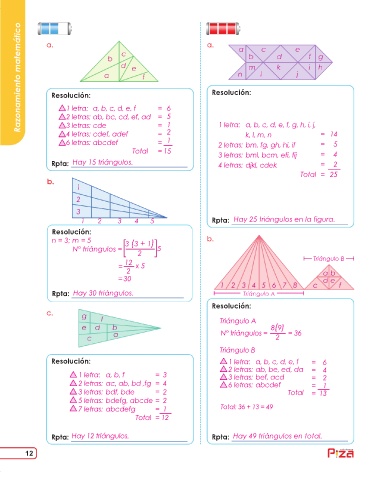 Razonamiento matemático
a.
b c
d e
a f
Resolución:
1 letra: a, b, c, d, e, f = 6
2 letras: ab, bc, cd, ef, ad = 5
3 letras: cde = 1
4 letras: cdef, adef = 2
6 letras: abcdef = 1
Total = 15
Rpta: Hay 15 triángulos.
b.
1
2
3
1 2 3 4 5
Resolución:
n = 3; m = 5
N° triángulos = [3 (3 + 1) / 2] 5
= 12/2 x 5
= 30
Rpta: Hay 30 triángulos.
c.
g f
e d b
c a
Resolución:
1 letra: a, b, f = 3
2 letras: ac, ab, bd .fg = 4
3 letras: bdf, bde = 2
5 letras: bdefg, abcde = 2
7 letras: abcdefg = 1
Total = 12
Rpta: Hay 12 triángulos.
a.
a c e
b d f g
m k i h
n l j
Resolución:
1 letra: a, b, c, d, e, f, g, h, i, j,
k, l, m, n = 14
2 letras: bm, fg, gh, hi, if = 5
3 letras: bml, bcm, efi, fij = 4
4 letras: djkl, cdek = 2
Total = 25
Rpta: Hay 25 triángulos en la figura.
b.
Triángulo B
a b
d e
1 2 3 4 5 6 7 8 c f
Triángulo A
Resolución:
Triángulo A
N° triángulos = 8(9)/2 = 36
Triángulo B
1 letra: a, b, c, d, e, f = 6
2 letras: ab, be, ed, da = 4
3 letras: bef, acd = 2
6 letras: abcdef = 1
Total = 13
Total: 36 + 13 = 49
Rpta: Hay 49 triángulos en total.
12
Pizza